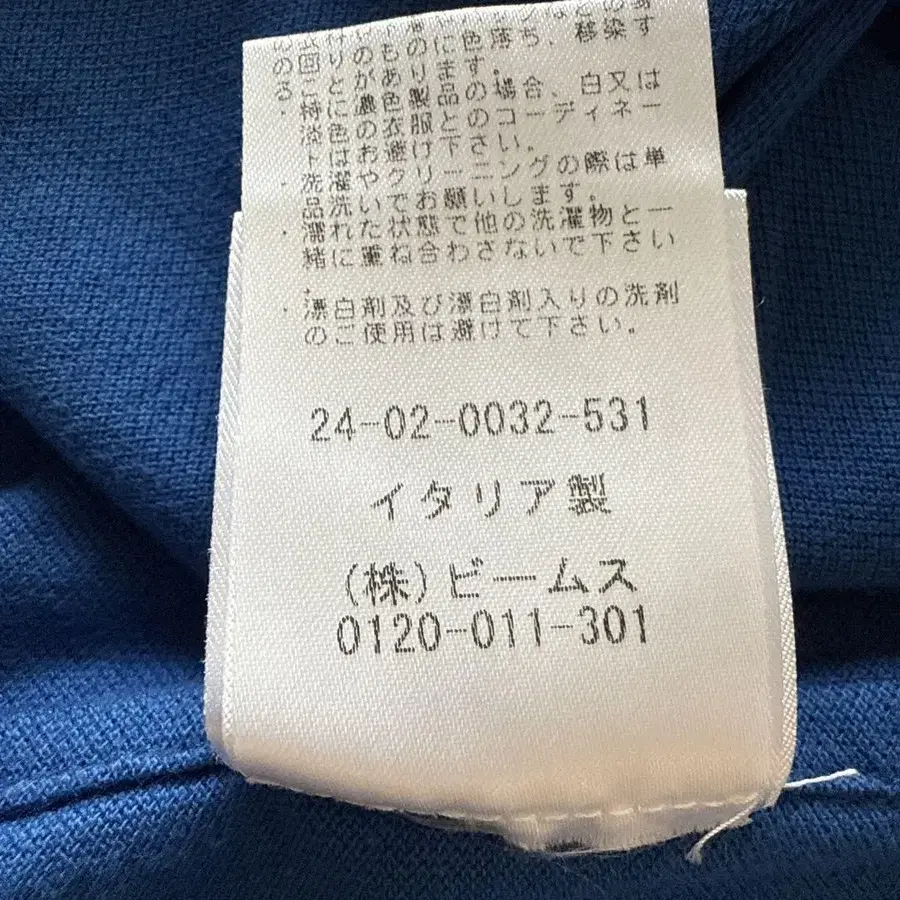 のものに色落ち、移染す
ることがあります。
・特に濃色製品の場合、白又は
淡色の衣服とのコーディネー
トはお避け下さい。
・洗濯やクリーニングの際は単
品洗いでお願いします。
・濡れた状態で他の洗濯物と一
緒に重ね合わさないで下さい
.
・漂白剤及び漂白剤入りの洗剤
のご使用は避けて下さい。
24-02-0032-531
イタリア製
(株)ビームス
0120-011-301